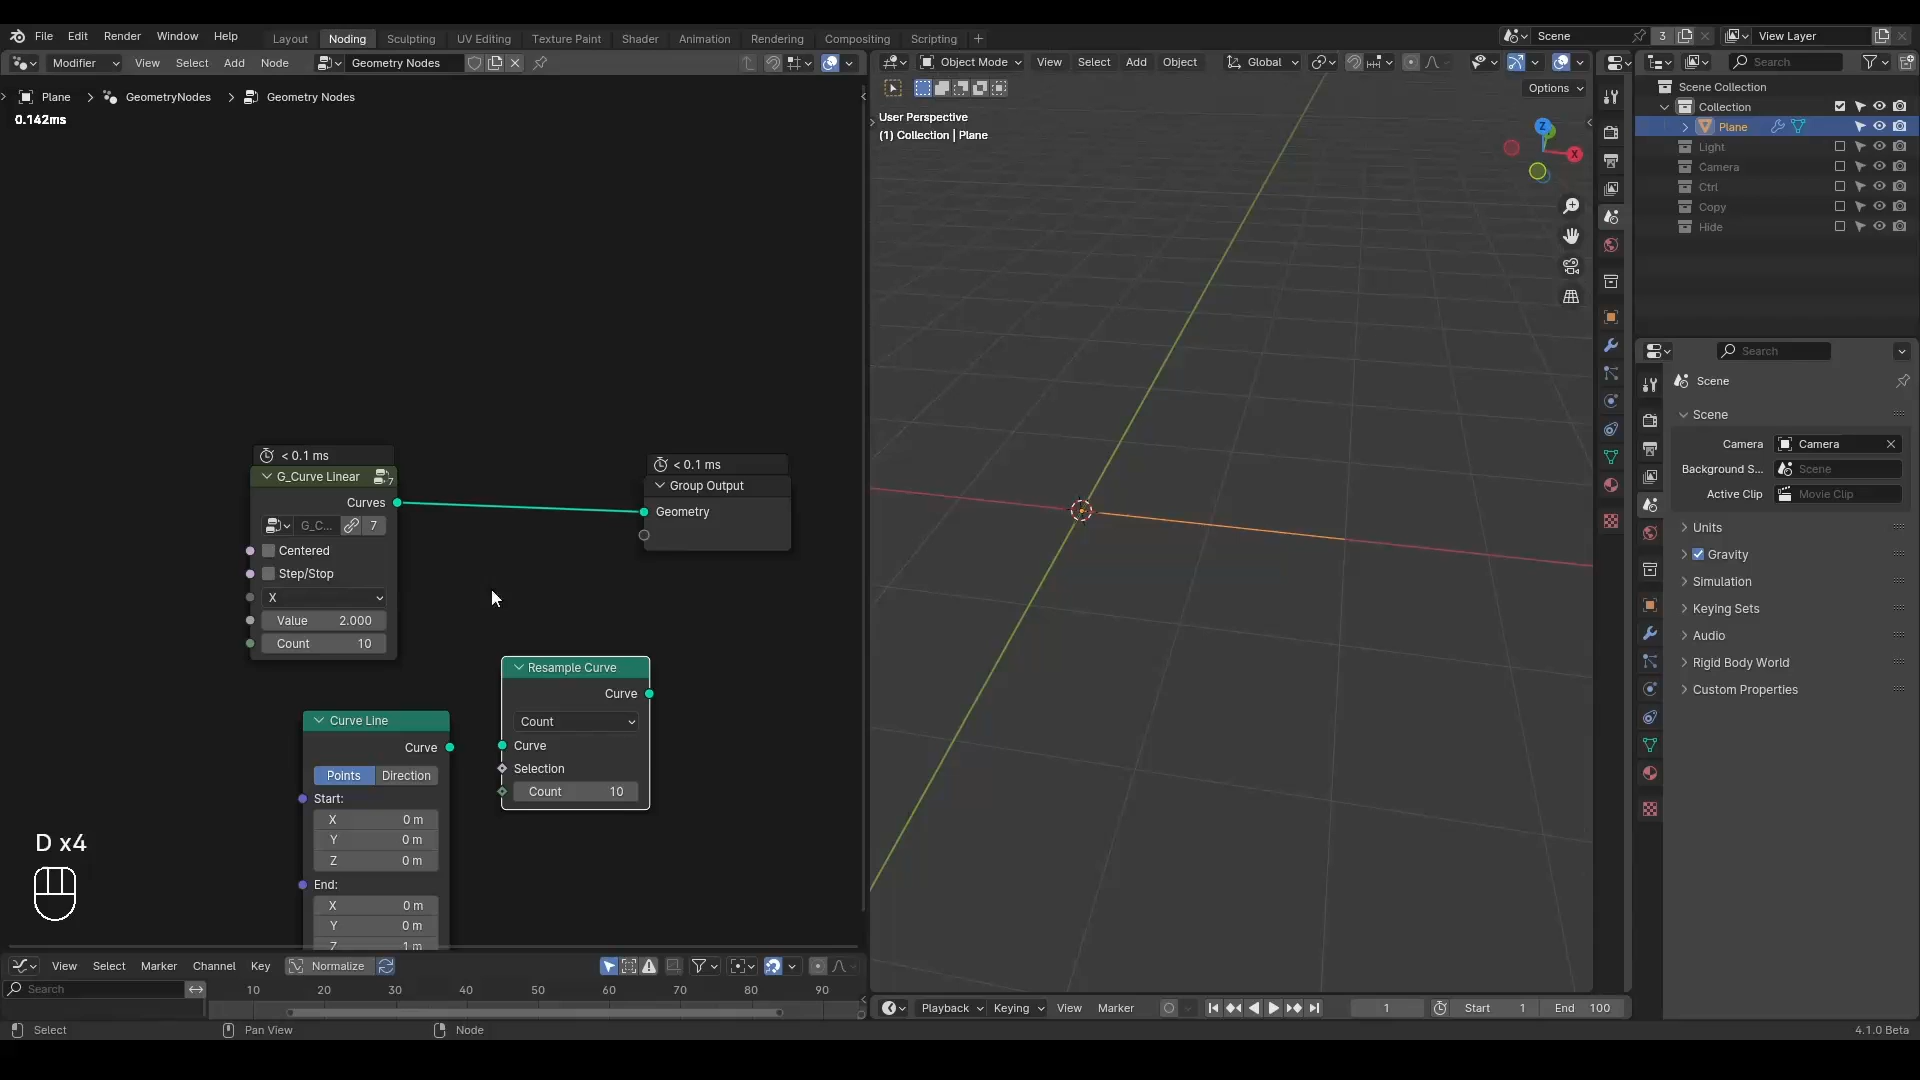 File Edit Render Window Help
Layout Noding Sculpting UV Editing Texture Paint Shader Animation Rendering Compositing Scripting +
Scene 3 View Layer
Modifier View Select Add Node Geometry Nodes
Object Mode View Select Add Object Global
Search
Plane > GeometryNodes > Geometry Nodes
0.142ms
Options
User Perspective
(1) Collection | Plane
Z
X
Scene Collection
Collection
Plane
Light
Camera
Ctrl
Copy
Hide
Search
Scene
Scene
Camera Camera
Background S... Scene
Active Clip Movie Clip
Units
Gravity
Simulation
Keying Sets
Audio
Rigid Body World
Custom Properties
< 0.1 ms
G_Curve Linear 7
Curves
G_C... 7
Centered
Step/Stop
X
Value 2.000
Count 10
< 0.1 ms
Group Output
Geometry
Resample Curve
Curve
Count
Curve
Selection
Count 10
Curve Line
Curve
Points Direction
Start:
X 0 m
Y 0 m
Z 0 m
End:
X 0 m
Y 0 m
Z 1 m
D x4
View Select Marker Channel Key Normalize
Search 10 20 30 40 50 60 70 80 90
Playback Keying View Marker 1 Start 1 End 100
Select Pan View Node 4.1.0 Beta